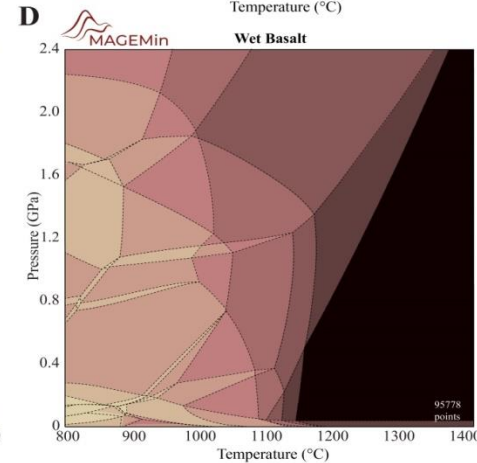 Temperature (°C)
D
MAGEMin
Wet Basalt
2.4
2.0
1.6
1.2
0.8
0.4
0
Pressure (GPa)
95778
points
800 900 1000 1100 1200 1300 1400
Temperature (°C)